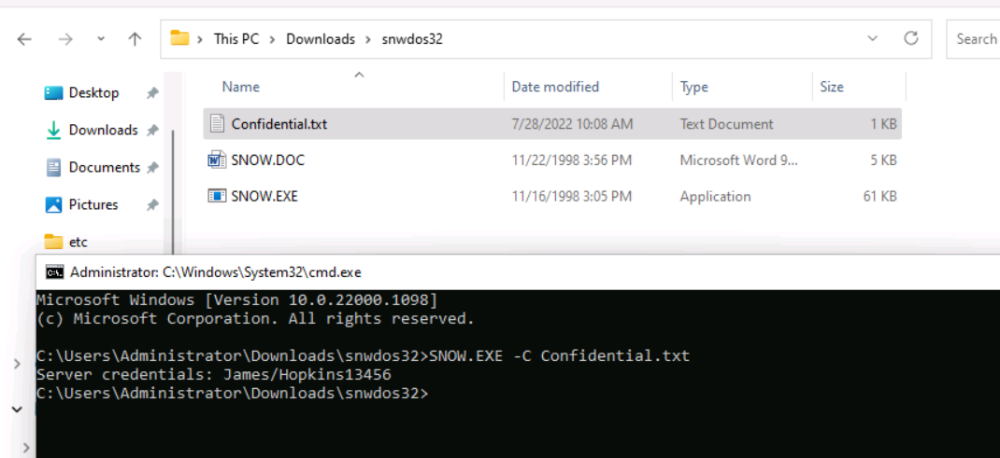 This PC > Downloads > snwdos32
Search
Name Date modified Type Size
Desktop
Confidential.txt 7/28/2022 10:08 AM Text Document 1 KB
Downloads
SNOW.DOC 11/22/1998 3:56 PM Microsoft Word 9... 5 KB
Documents
SNOW.EXE 11/16/1998 3:05 PM Application 61 KB
Pictures
etc
Administrator: C:\Windows\System32\cmd.exe
Microsoft Windows [Version 10.0.22000.1098]
(c) Microsoft Corporation. All rights reserved.
C:\Users\Administrator\Downloads\snwdos32>SNOW.EXE -C Confidential.txt
Server credentials: James/Hopkins13456
C:\Users\Administrator\Downloads\snwdos32>